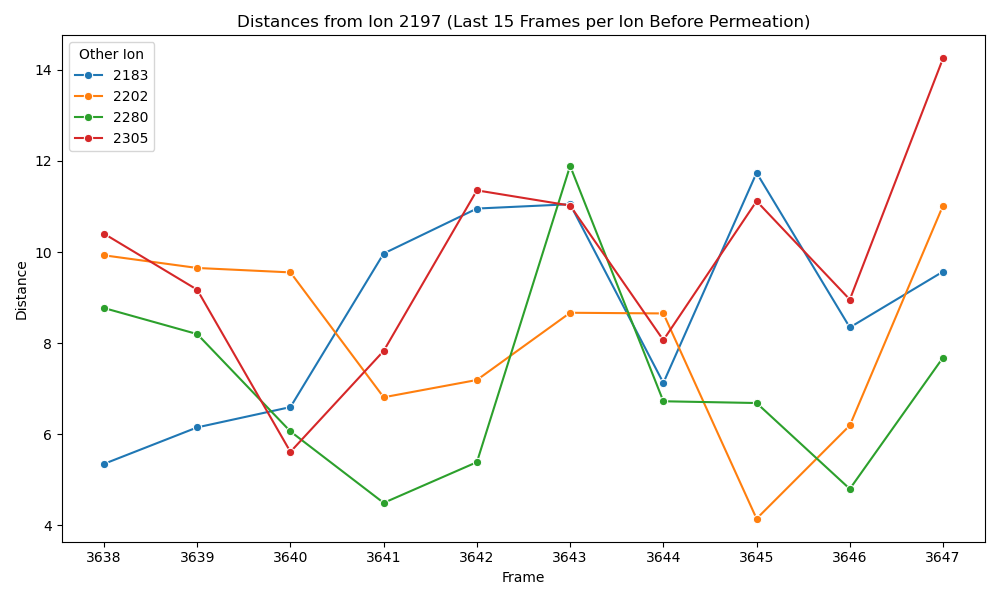 Distances from Ion 2197 (Last 15 Frames per Ion Before Permeation)
Other Ion
2183
2202
2280
2305
14
12
10
8
6
4
Distance
3638 3639 3640 3641 3642 3643 3644 3645 3646 3647
Frame